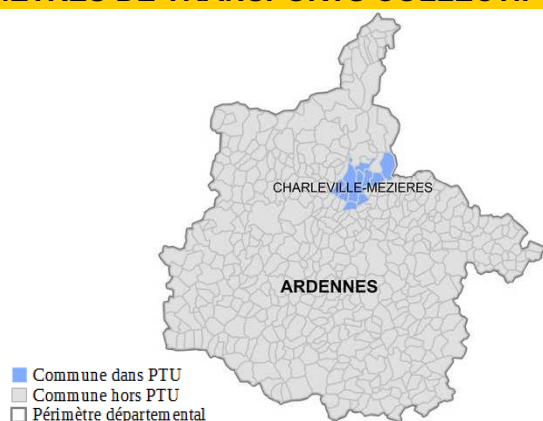 CHARLEVILLE-MEZIERES
ARDENNES
Commune dans PTU
Commune hors PTU
Périmètre départemental